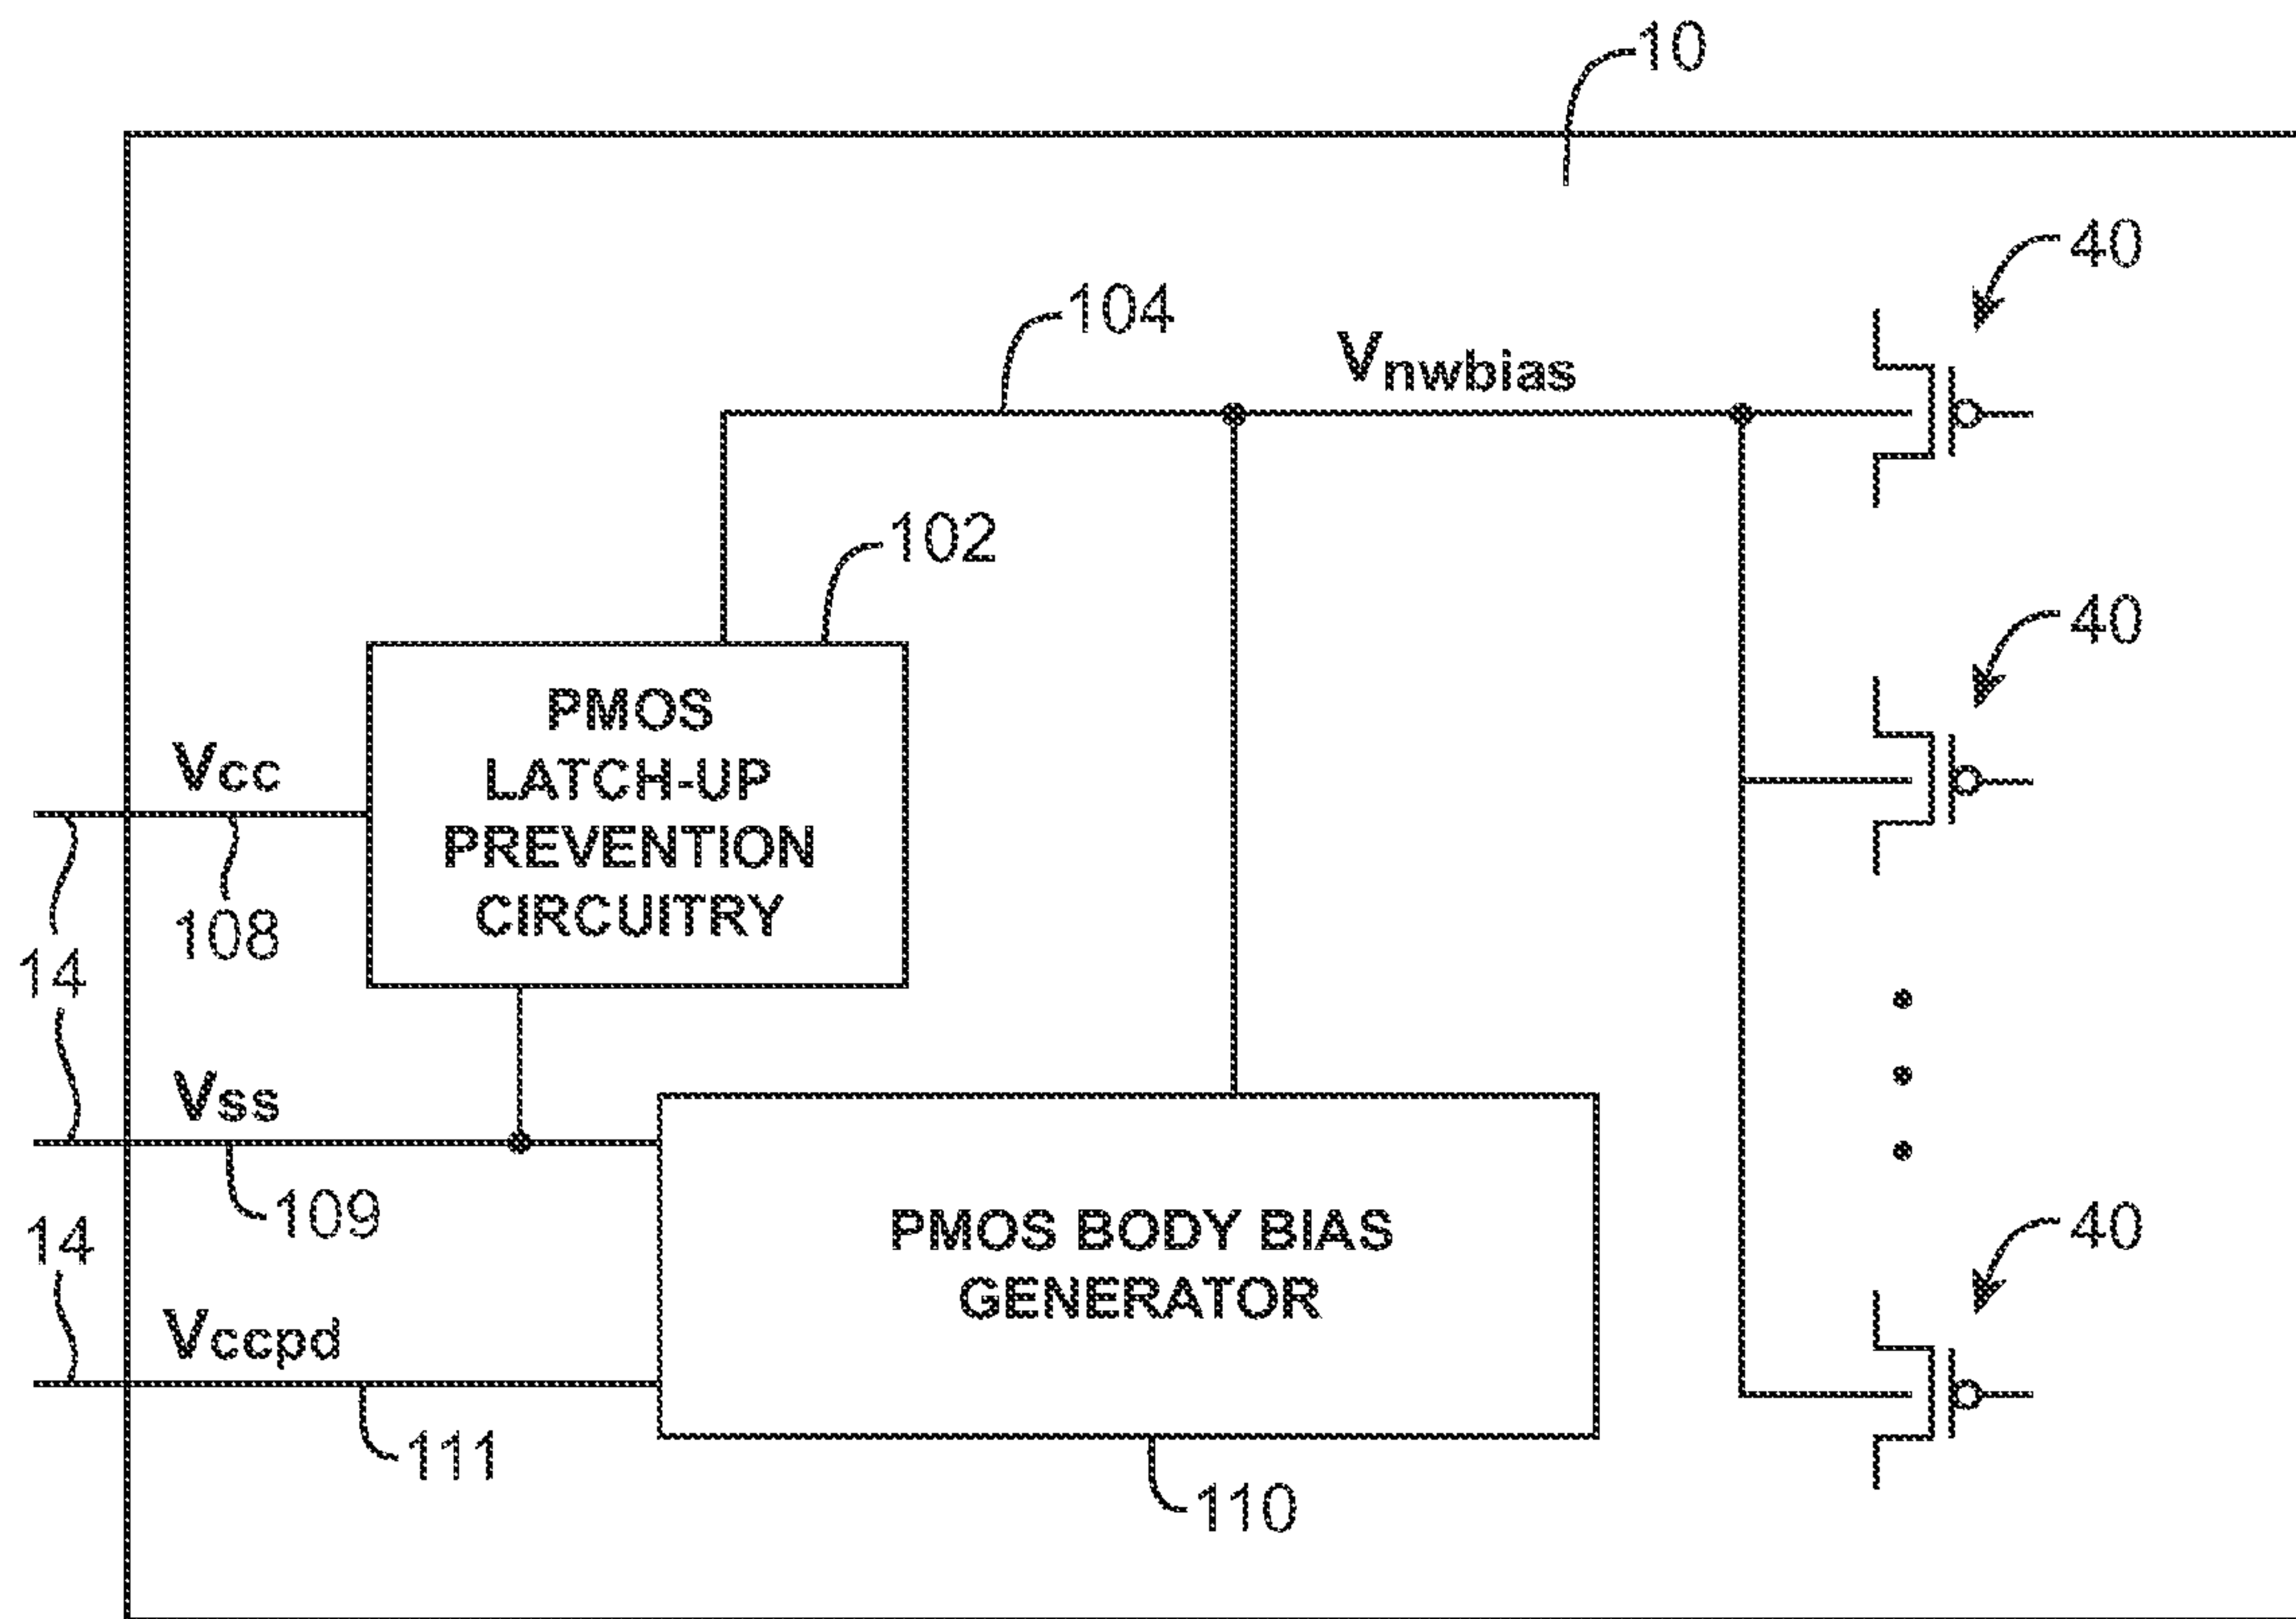 10
40
104
Vnwbias
102
40
PMOS
LATCH-UP
PREVENTION
CIRCUITRY
Vcc
108
14
Vss
109
PMOS BODY BIAS
GENERATOR
40
14
Vccpd
111
110